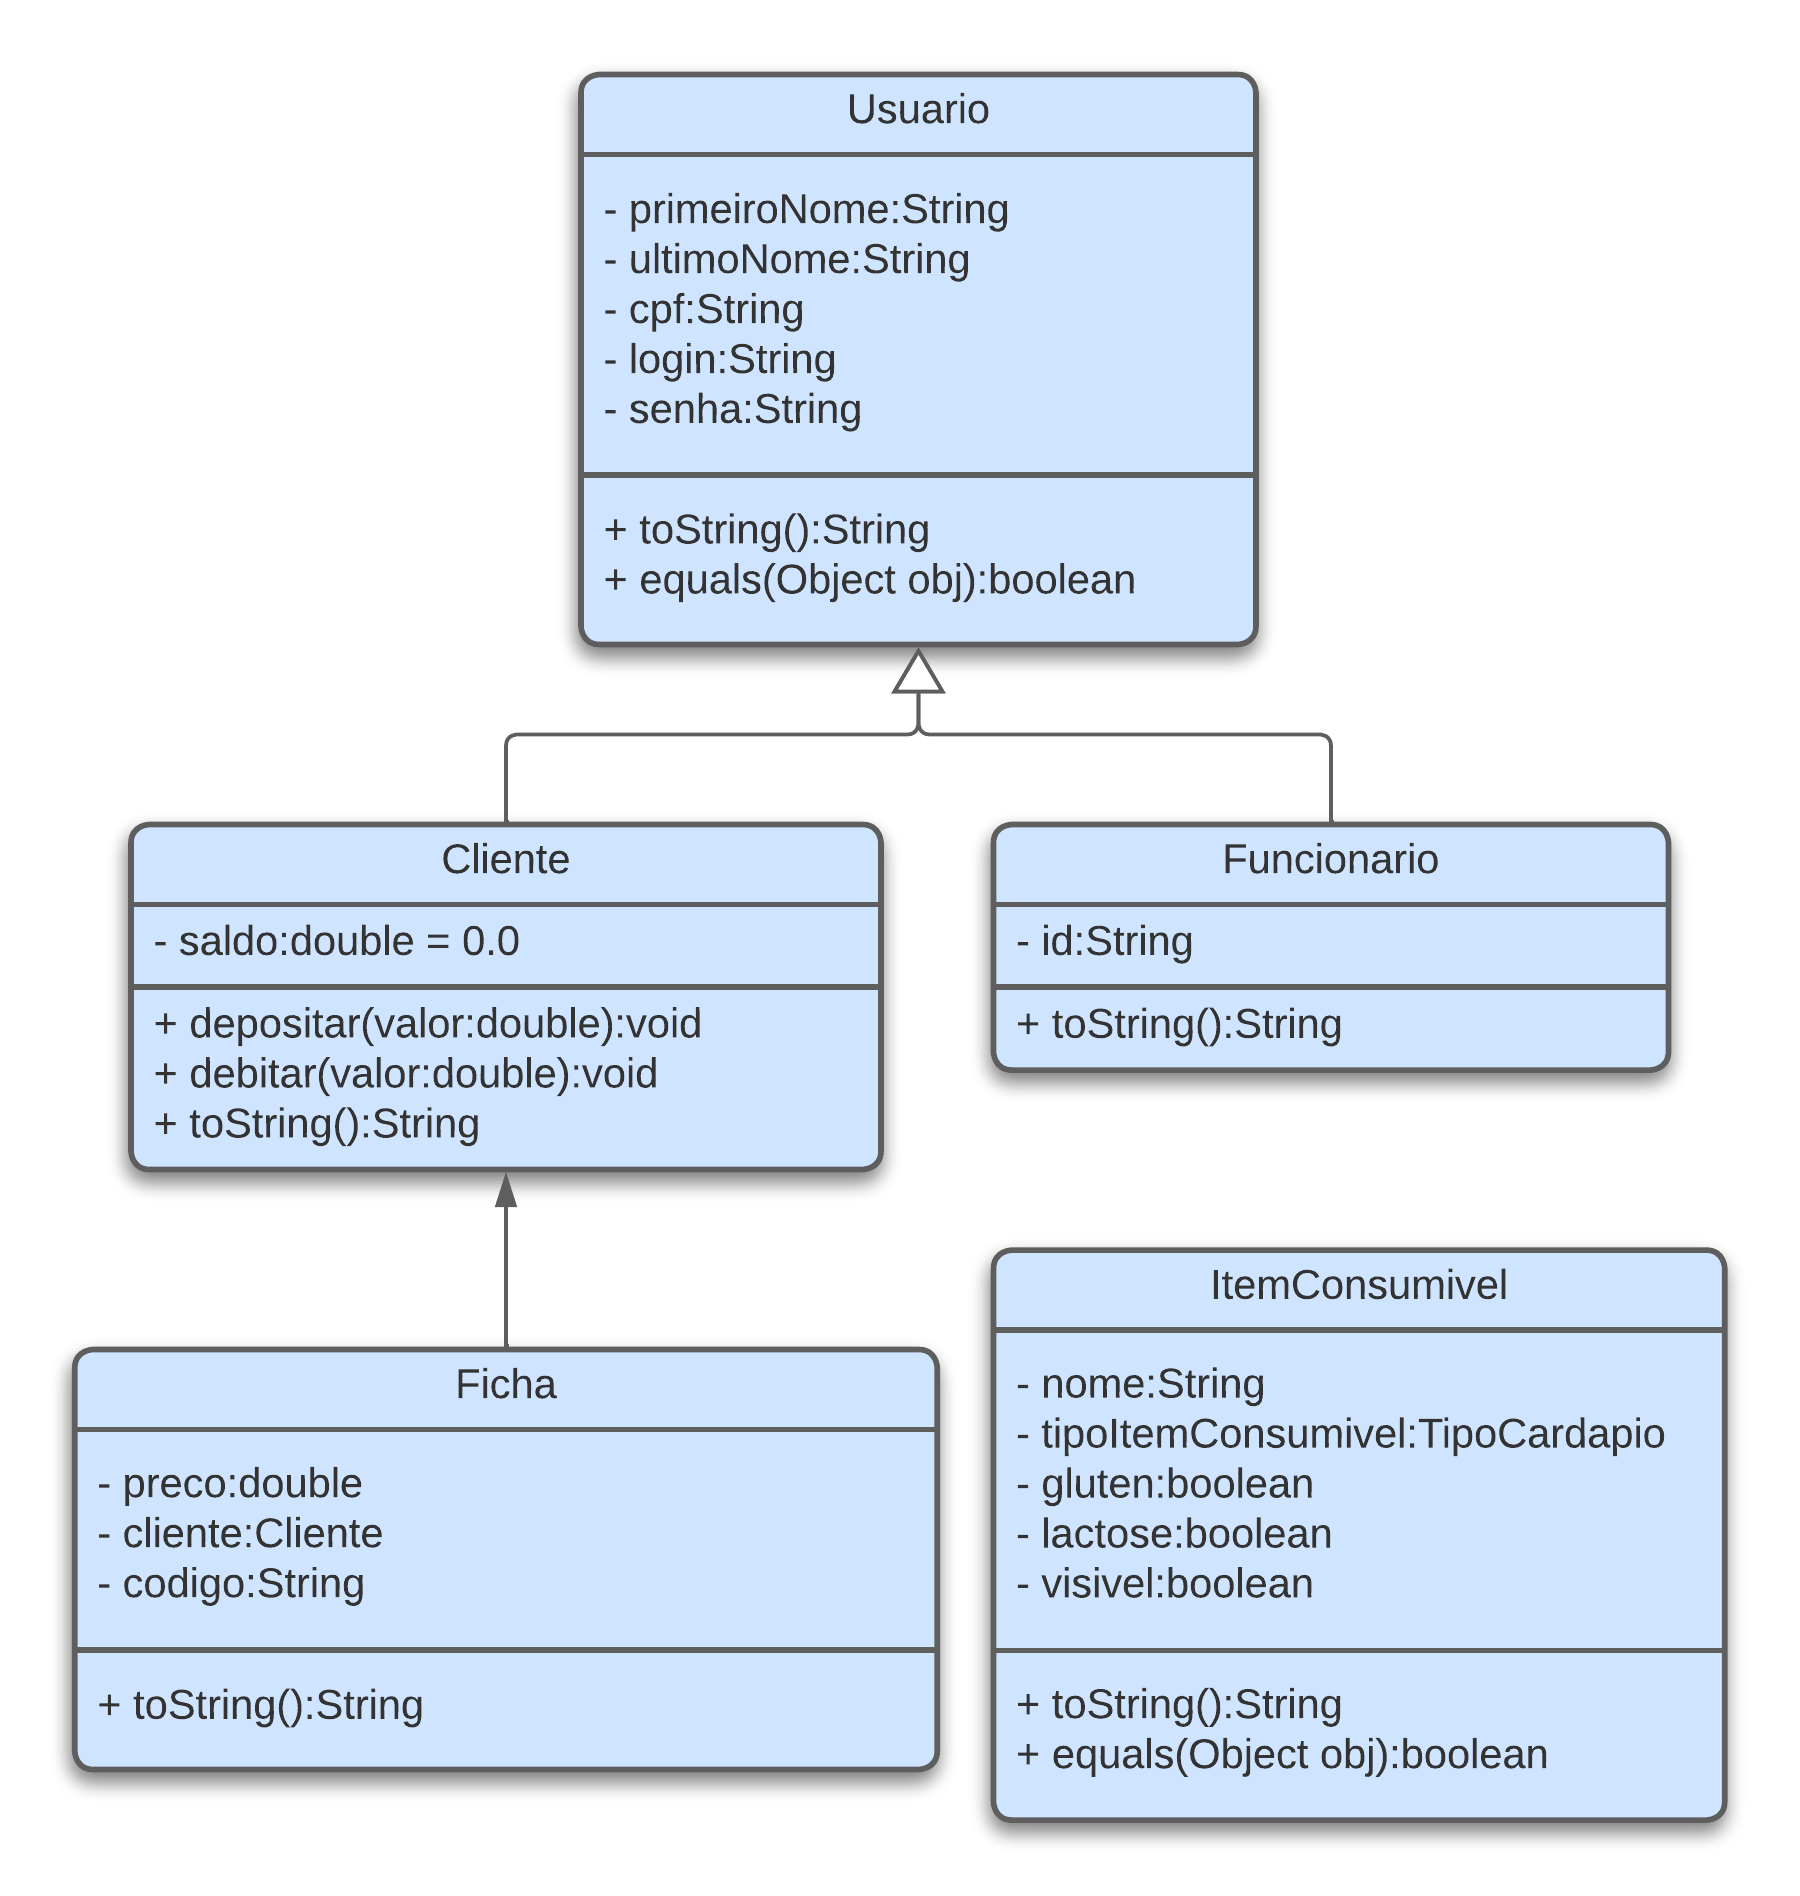 Usuario
- primeiroNome:String
- ultimoNome:String
- cpf:String
- login:String
- senha:String
+ toString():String
+ equals(Object obj):boolean
Cliente
- saldo:double = 0.0
+ depositar(valor:double):void
+ debitar(valor:double):void
+ toString():String
Funcionario
- id:String
+ toString():String
Ficha
- preco:double
- cliente:Cliente
- codigo:String
+ toString():String
ItemConsumivel
- nome:String
- tipoItemConsumivel:TipoCardapio
- gluten:boolean
- lactose:boolean
- visivel:boolean
+ toString():String
+ equals(Object obj):boolean